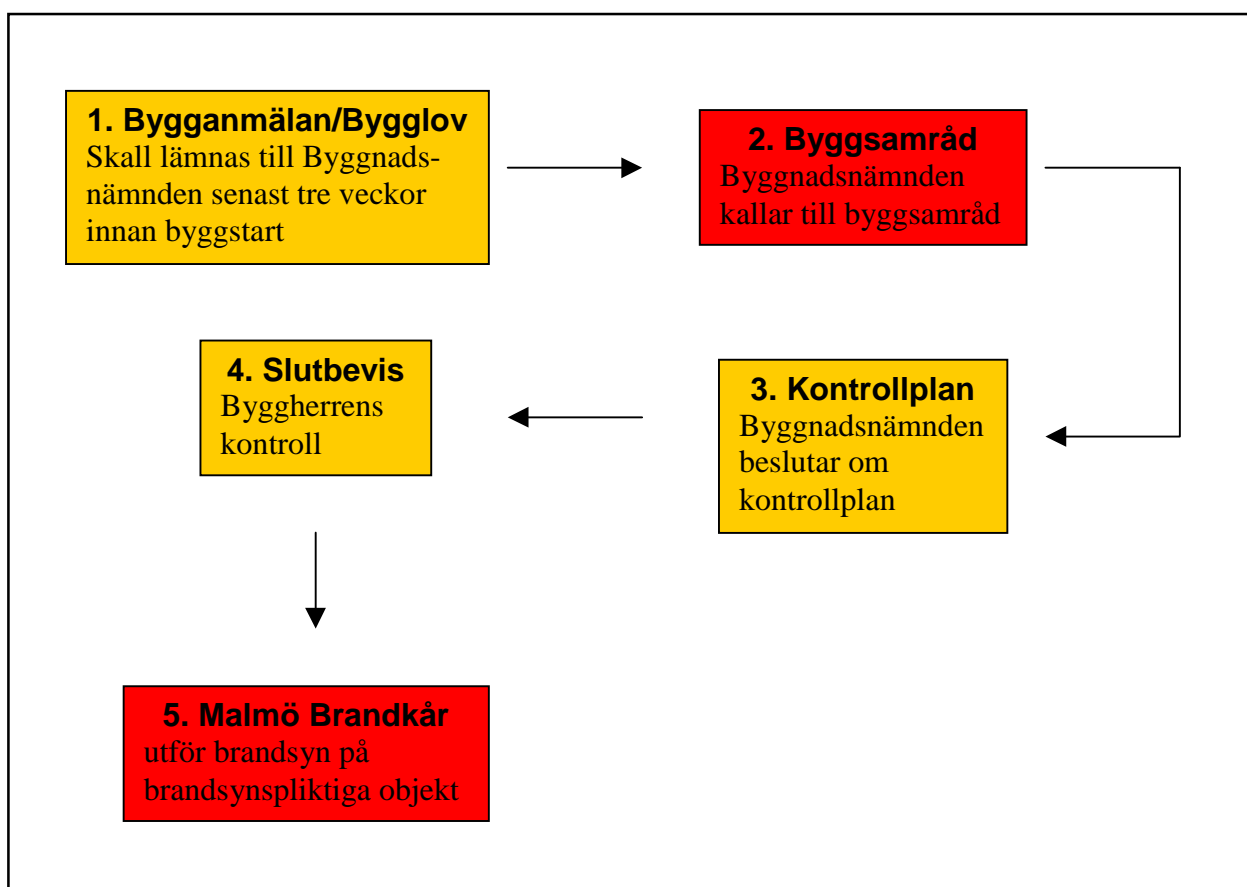 1. Bygganmälan/Bygglov
Skall lämnas till Byggnads-
nämnden senast tre veckor
innan byggstart
2. Byggsamråd
Byggnadsnämnden
kallar till byggsamråd
3. Kontrollplan
Byggnadsnämnden
beslutar om
kontrollplan
4. Slutbevis
Byggherrens
kontroll
5. Malmö Brandkår
utför brandsyn på
brandsynspliktiga objekt